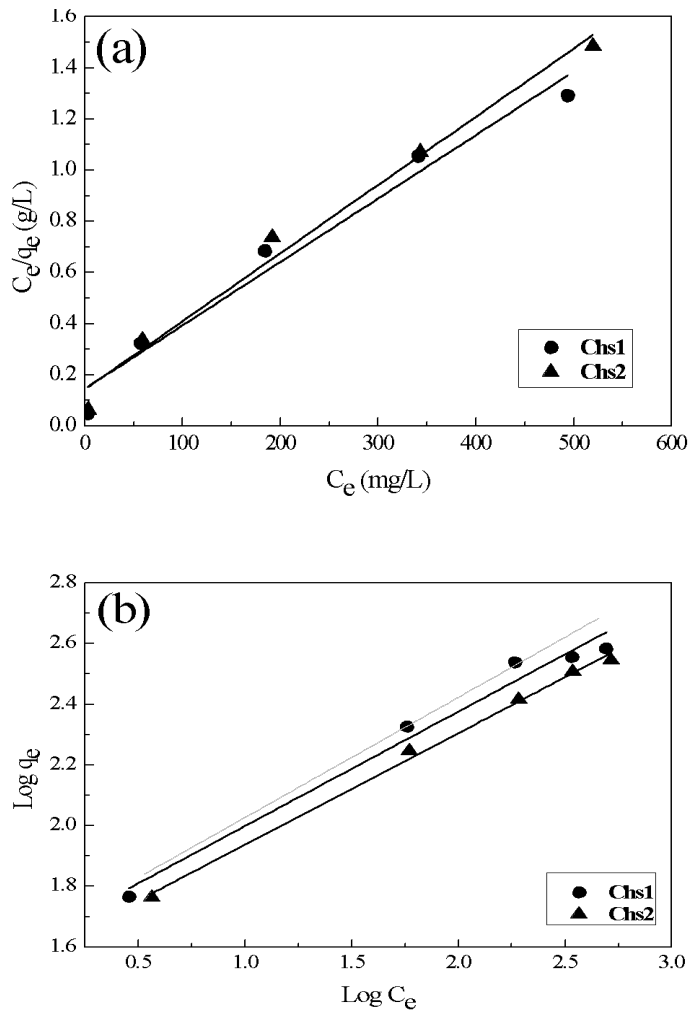 (a)
1.6
1.4
1.2
1.0
0.8
0.6
0.4
0.2
0.0
Ce/qe (g/L)
Chs1
Chs2
0 100 200 300 400 500 600
Ce (mg/L)
(b)
2.8
2.6
2.4
2.2
2.0
1.8
1.6
Log qe
Chs1
Chs2
0.5 1.0 1.5 2.0 2.5 3.0
Log Ce